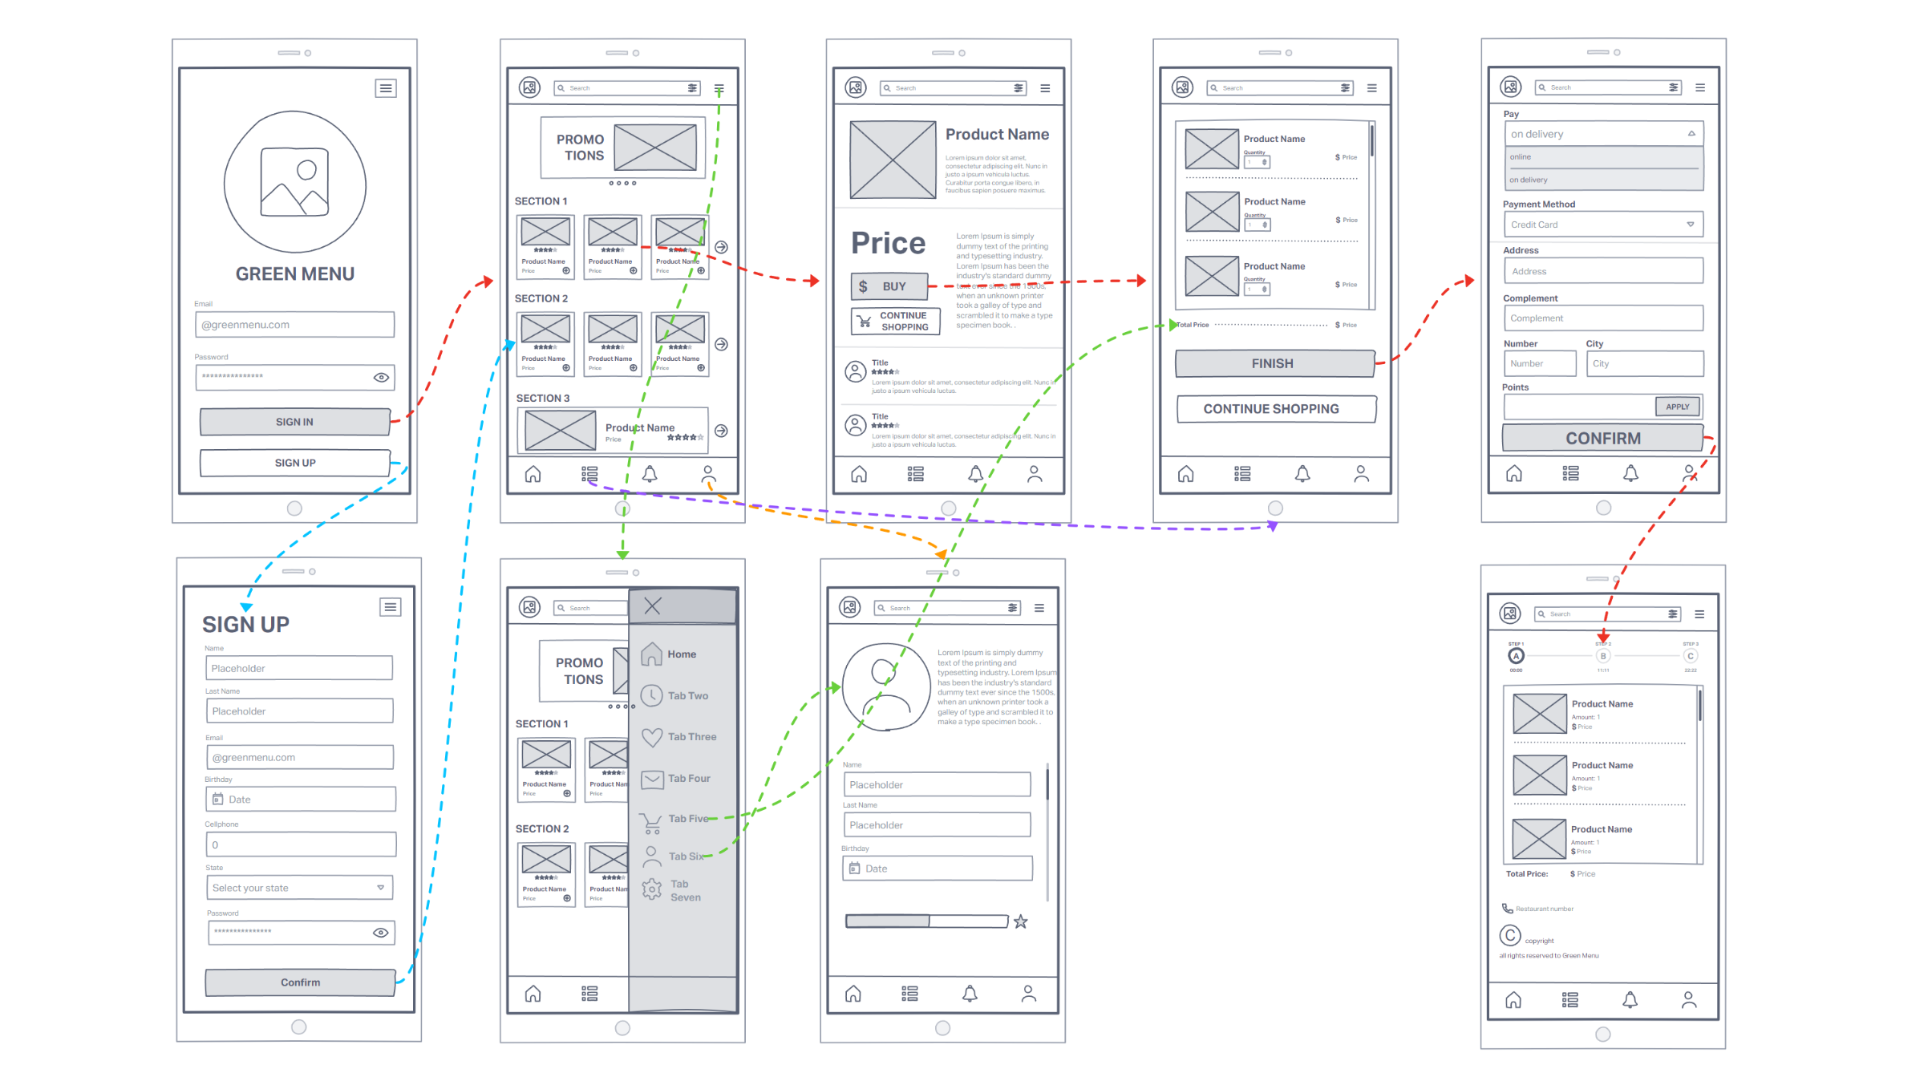 GREEN MENU
Email
@greenmenu.com
Password
***************
SIGN IN
SIGN UP
Search
PROMO
TIONS
SECTION 1
Product Name
Price
Product Name
Price
Product Name
Price
SECTION 2
Product Name
Price
Product Name
Price
Product Name
Price
SECTION 3
Product Name
Price
Search
Product Name
Lorem ipsum dolor sit amet,
consectetur adipiscing elit. Nunc in
justo a ipsum vehicula luctus.
Curabitur porta congue libero, in
faucibus sapien posuere maximus.
Price
Lorem Ipsum is simply
dummy text of the printing
and typesetting industry.
Lorem Ipsum has been the
industry's standard dummy
text ever since the 1500s,
when an unknown printer
took a galley of type and
scrambled it to make a type
specimen book. .
$ BUY
CONTINUE
SHOPPING
Title
Lorem ipsum dolor sit amet, consectetur adipiscing elit. Nunc in
justo a ipsum vehicula luctus.
Title
Lorem ipsum dolor sit amet, consectetur adipiscing elit. Nunc in
justo a ipsum vehicula luctus.
Search
Product Name
Quantity
1
$ Price
Product Name
Quantity
1
$ Price
Product Name
Quantity
1
$ Price
Total Price
$ Price
FINISH
CONTINUE SHOPPING
Search
Pay
on delivery
online
on delivery
Payment Method
Credit Card
Address
Address
Complement
Complement
Number City
Number City
Points
APPLY
CONFIRM
SIGN UP
Name
Placeholder
Last Name
Placeholder
Email
@greenmenu.com
Birthday
Date
Cellphone
0
State
Select your state
Password
***************
Confirm
Search
PROMO
TIONS
SECTION 1
Product Name
Price
Product Nam
Price
SECTION 2
Product Name
Price
Product Nam
Price
Home
Tab Two
Tab Three
Tab Four
Tab Five
Tab Six
Tab
Seven
Search
Lorem Ipsum is simply dummy
text of the printing and
typesetting industry. Lorem Ipsum
has been the industry's standard
dummy text ever since the 1500s,
when an unknown printer took a
galley of type and scrambled it to
make a type specimen book. .
Name
Placeholder
Last Name
Placeholder
Birthday
Date
Search
STEP 1 STEP 2 STEP 3
A B C
00:00 11:11 22:22
Product Name
Amount: 1
$ Price
Product Name
Amount: 1
$ Price
Product Name
Amount: 1
$ Price
Total Price: $ Price
Restaurant number
© copyright
all rights reserved to Green Menu